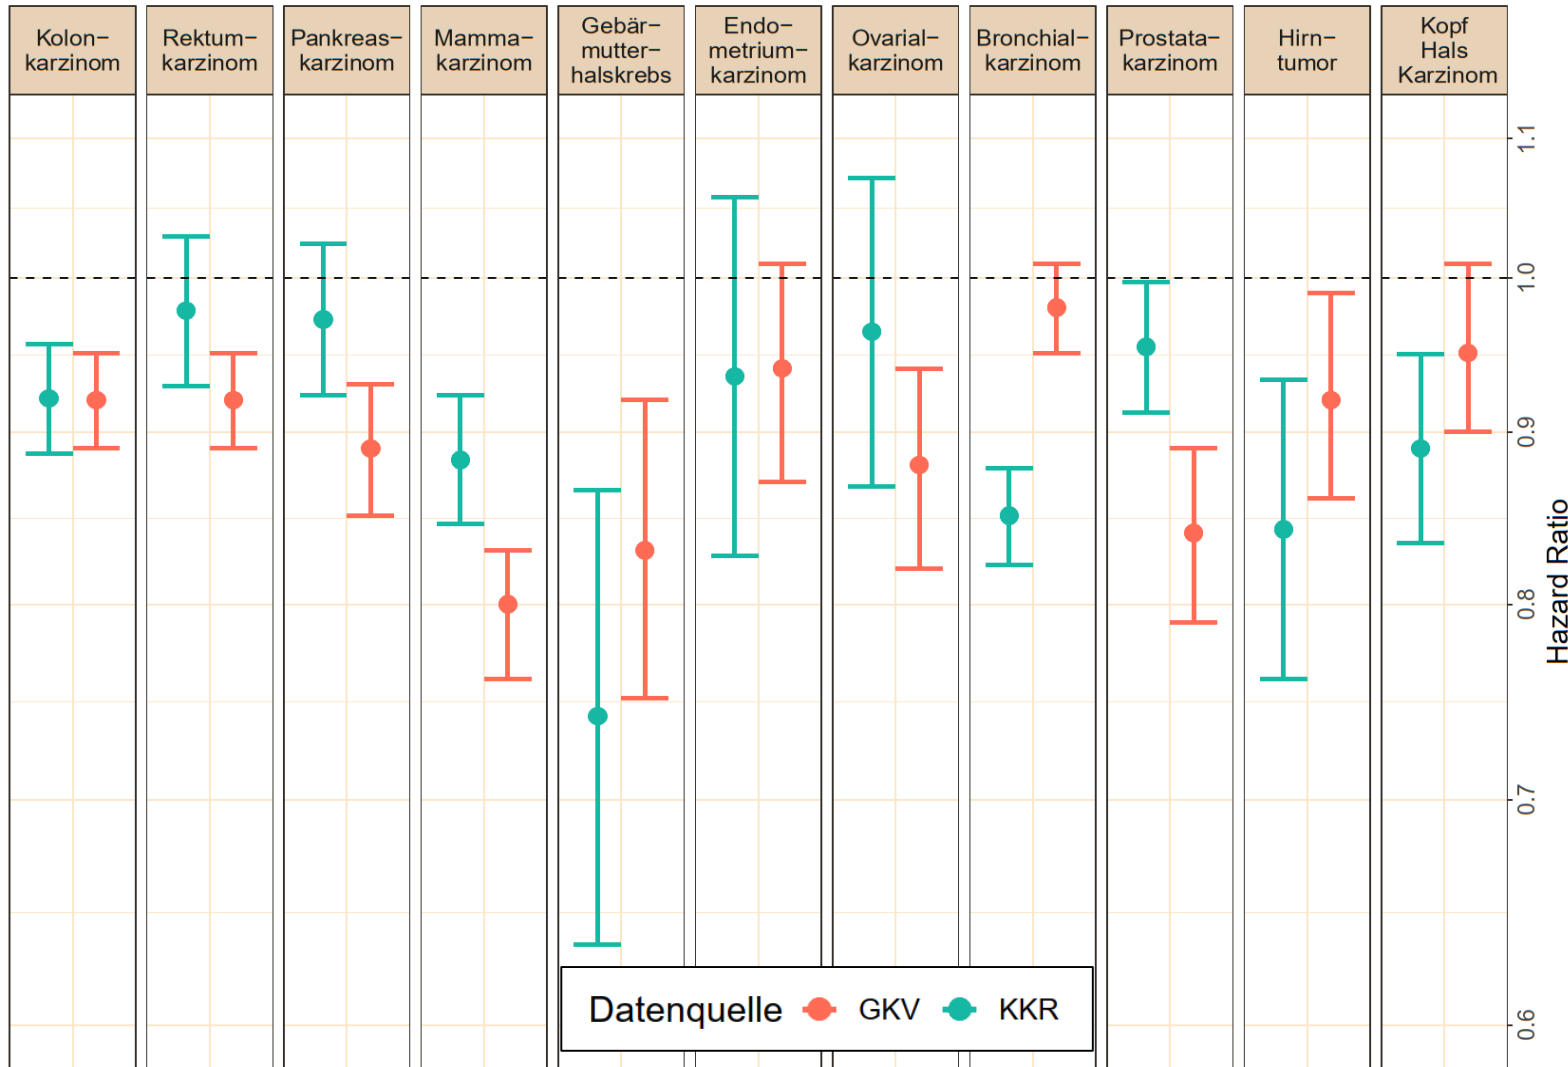 Kolon−
karzinom
Rektum−
karzinom
Pankreas−
karzinom
Mamma−
karzinom
Gebär−
mutter−
halskrebs
Endo−
metrium−
karzinom
Ovarial−
karzinom
Bronchial−
karzinom
Prostata−
karzinom
Hirn−
tumor
Kopf
Hals
Karzinom
1.1
1.0
0.9
0.8
0.7
0.6
Hazard Ratio
Datenquelle GKV KKR